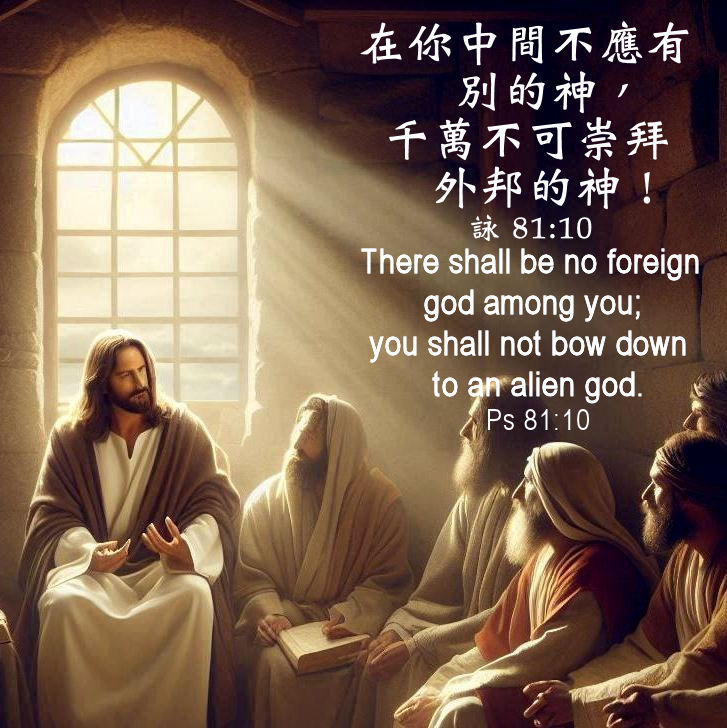 在你中間不應有
別的神，
千萬不可崇拜
外邦的神！
詠 81:10
There shall be no foreign
god among you;
you shall not bow down
to an alien god.
Ps 81:10